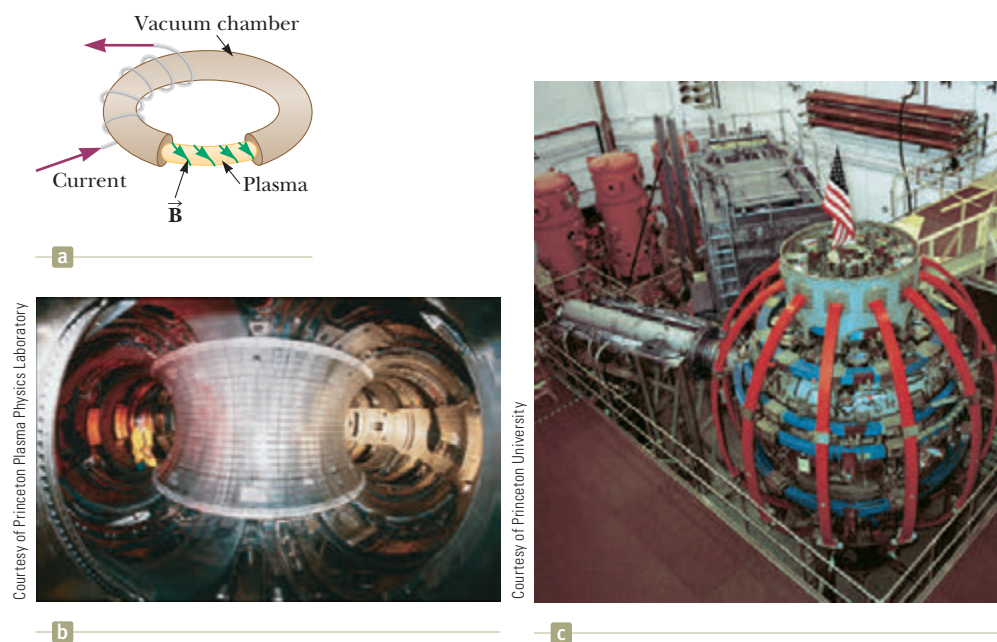 Vacuum chamber
Current
Plasma
B
a
Courtesy of Princeton Plasma Physics Laboratory
b
Courtesy of Princeton University
c